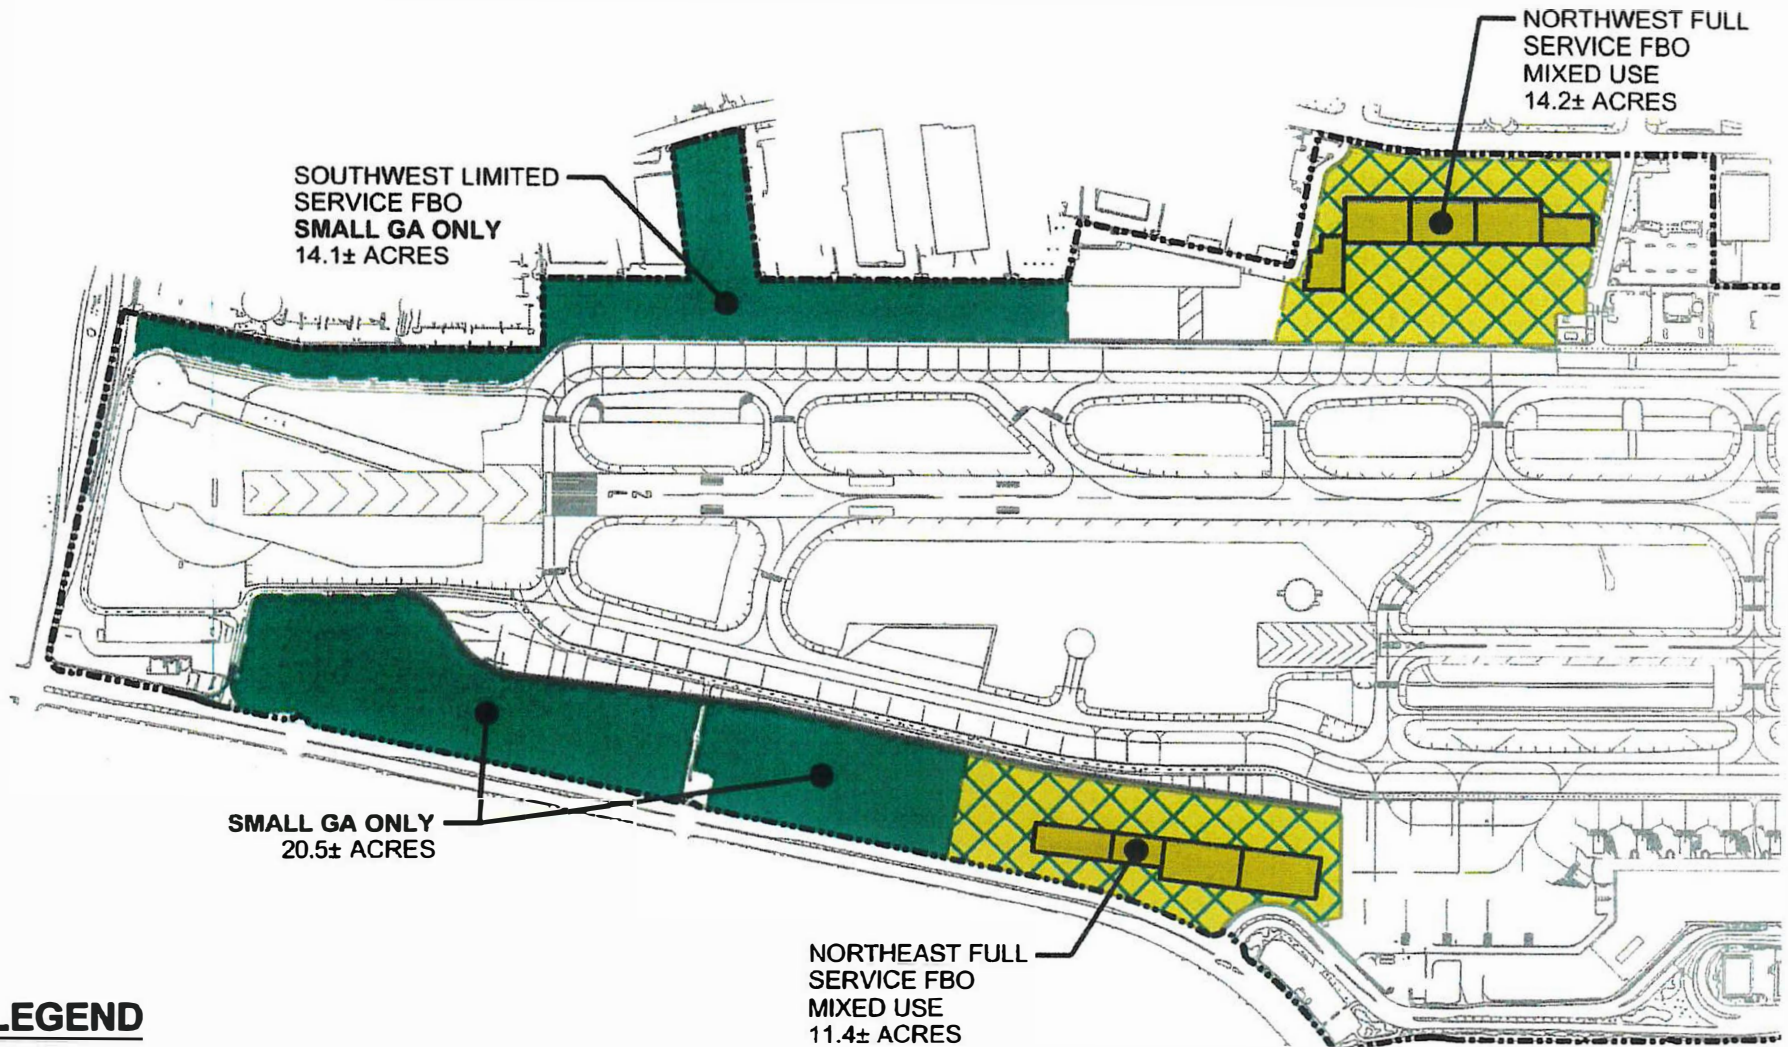 NORTHWEST FULL
SERVICE FBO
MIXED USE
14.2± ACRES
SOUTHWEST LIMITED
SERVICE FBO
SMALL GA ONLY
14.1± ACRES
SMALL GA ONLY
20.5± ACRES
NORTHEAST FULL
SERVICE FBO
MIXED USE
11.4± ACRES
LEGEND